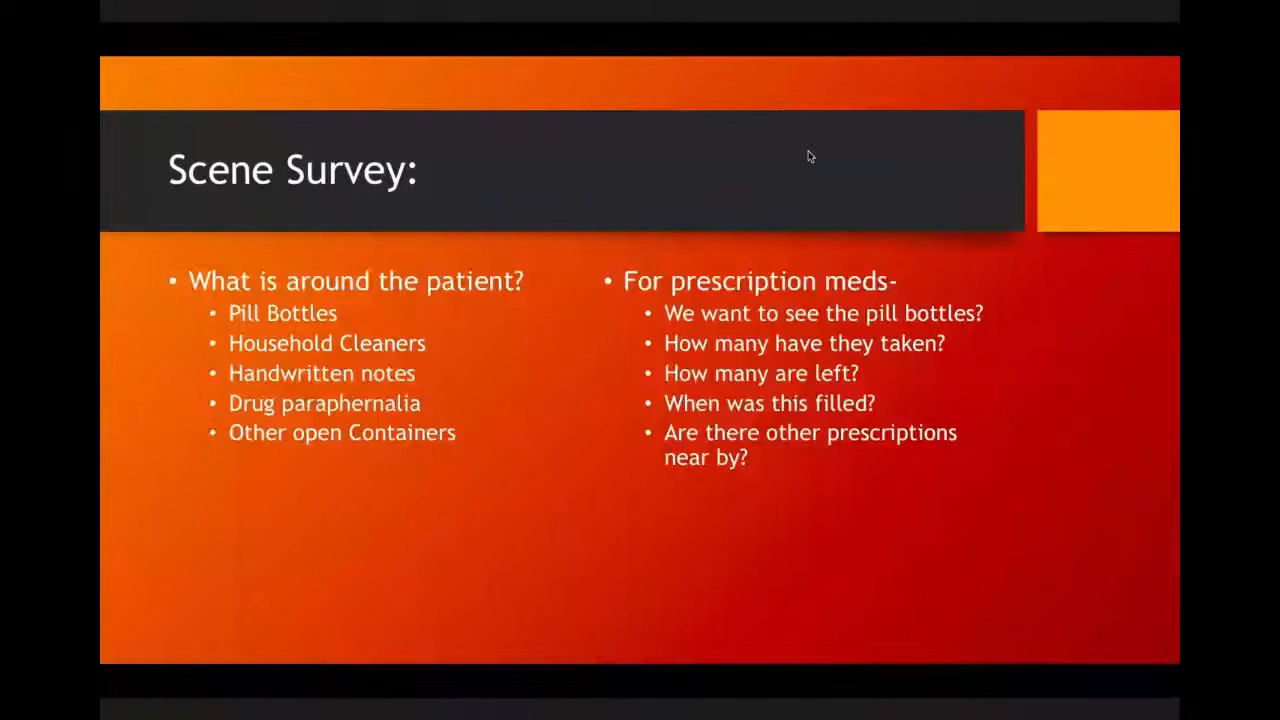 Scene Survey:
• What is around the patient?
• Pill Bottles
• Household Cleaners
• Handwritten notes
• Drug paraphernalia
• Other open Containers
• For prescription meds-
• We want to see the pill bottles?
• How many have they taken?
• How many are left?
• When was this filled?
• Are there other prescriptions
near by?